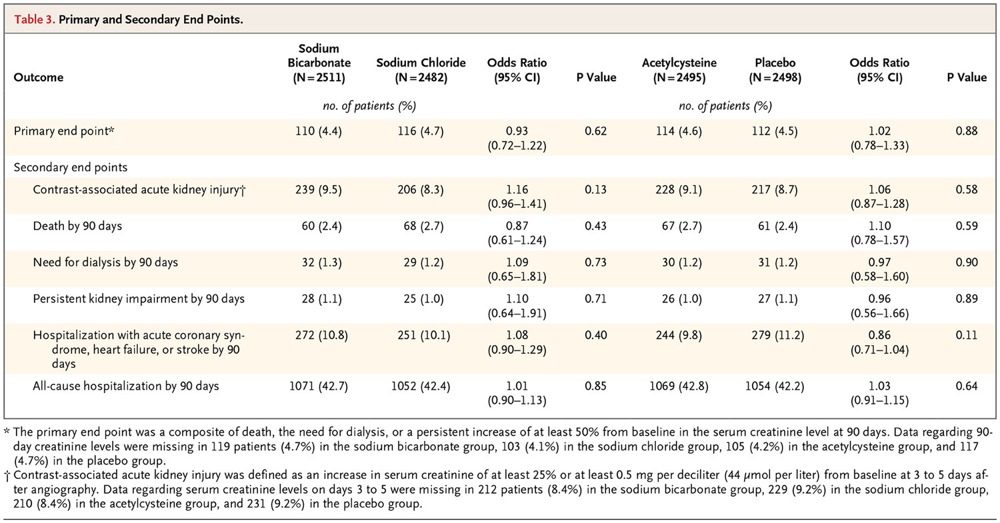 Table 3. Primary and Secondary End Points.
Outcome Sodium Bicarbonate (N=2511) Sodium Chloride (N=2482) Odds Ratio (95% CI) P Value Acetylcysteine (N=2495) Placebo (N=2498) Odds Ratio (95% CI) P Value
no. of patients (%) no. of patients (%)
Primary end point* 110 (4.4) 116 (4.7) 0.93 (0.72–1.22) 0.62 114 (4.6) 112 (4.5) 1.02 (0.78–1.33) 0.88
Secondary end points
Contrast-associated acute kidney injury† 239 (9.5) 206 (8.3) 1.16 (0.96–1.41) 0.13 228 (9.1) 217 (8.7) 1.06 (0.87–1.28) 0.58
Death by 90 days 60 (2.4) 68 (2.7) 0.87 (0.61–1.24) 0.43 67 (2.7) 61 (2.4) 1.10 (0.78–1.57) 0.59
Need for dialysis by 90 days 32 (1.3) 29 (1.2) 1.09 (0.65–1.81) 0.73 30 (1.2) 31 (1.2) 0.97 (0.58–1.60) 0.90
Persistent kidney impairment by 90 days 28 (1.1) 25 (1.0) 1.10 (0.64–1.91) 0.71 26 (1.0) 27 (1.1) 0.96 (0.56–1.66) 0.89
Hospitalization with acute coronary syn-
drome, heart failure, or stroke by 90
days 272 (10.8) 251 (10.1) 1.08 (0.90–1.29) 0.40 244 (9.8) 279 (11.2) 0.86 (0.71–1.04) 0.11
All-cause hospitalization by 90 days 1071 (42.7) 1052 (42.4) 1.01 (0.90–1.13) 0.85 1069 (42.8) 1054 (42.2) 1.03 (0.91–1.15) 0.64
* The primary end point was a composite of death, the need for dialysis, or a persistent increase of at least 50% from baseline in the serum creatinine level at 90 days. Data regarding 90-
day creatinine levels were missing in 119 patients (4.7%) in the sodium bicarbonate group, 103 (4.1%) in the sodium chloride group, 105 (4.2%) in the acetylcysteine group, and 117
(4.7%) in the placebo group.
† Contrast-associated acute kidney injury was defined as an increase in serum creatinine of at least 25% or at least 0.5 mg per deciliter (44 µmol per liter) from baseline at 3 to 5 days af-
ter angiography. Data regarding serum creatinine levels on days 3 to 5 were missing in 212 patients (8.4%) in the sodium bicarbonate group, 229 (9.2%) in the sodium chloride group,
210 (8.4%) in the acetylcysteine group, and 231 (9.2%) in the placebo group.